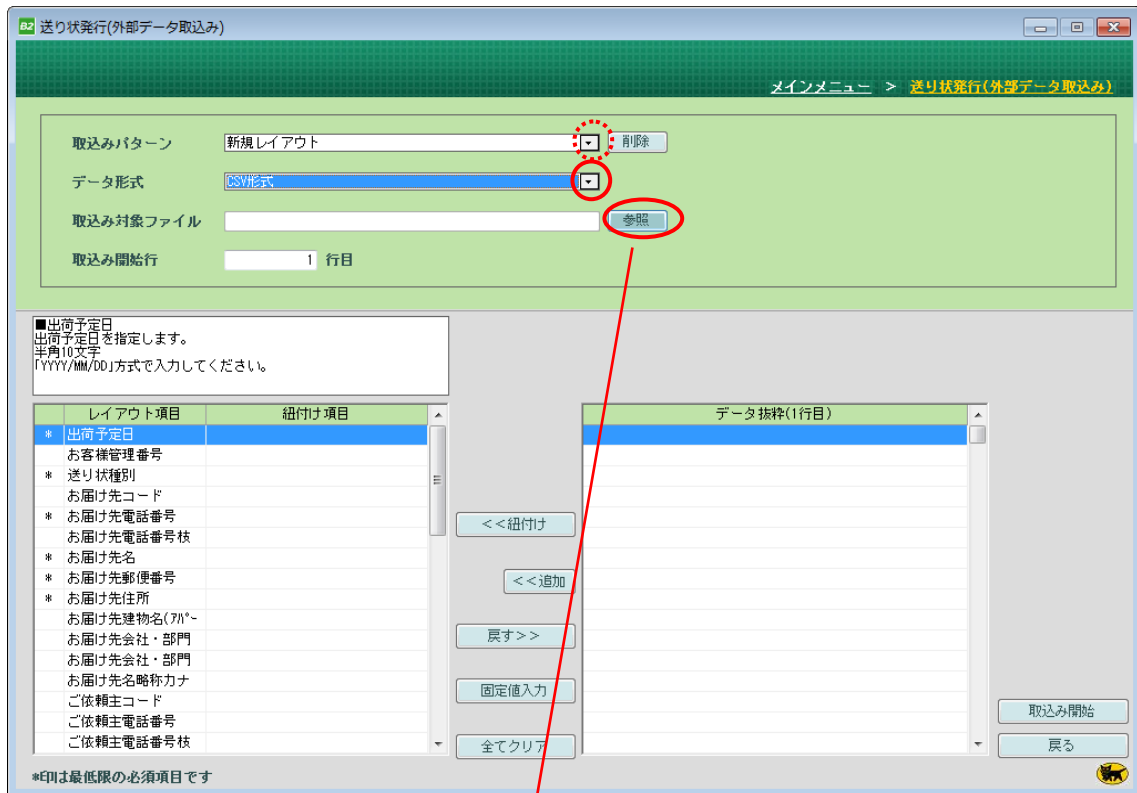 B2 送り状発行(外部データ取込み)
メインメニュー > 送り状発行(外部データ取込み)
取込みパターン 新規レイアウト 削除
データ形式 CSV形式
取込み対象ファイル 参照
取込み開始行 1 行目
■出荷予定日
出荷予定日を指定します。
半角10文字
「YYYY/MM/DD」方式で入力してください。
レイアウト項目 紐付け項目
* 出荷予定日
お客様管理番号
* 送り状種別
お届け先コード
* お届け先電話番号
お届け先電話番号枝
* お届け先名
* お届け先郵便番号
* お届け先住所
お届け先建物名(ｱﾊﾟｰ
お届け先会社・部門
お届け先会社・部門
お届け先名略称カナ
ご依頼主コード
ご依頼主電話番号
ご依頼主電話番号枝
*印は最低限の必須項目です
<<紐付け
<<追加
戻す>>
固定値入力
全てクリア
データ抜粋(1行目)
取込み開始
戻る